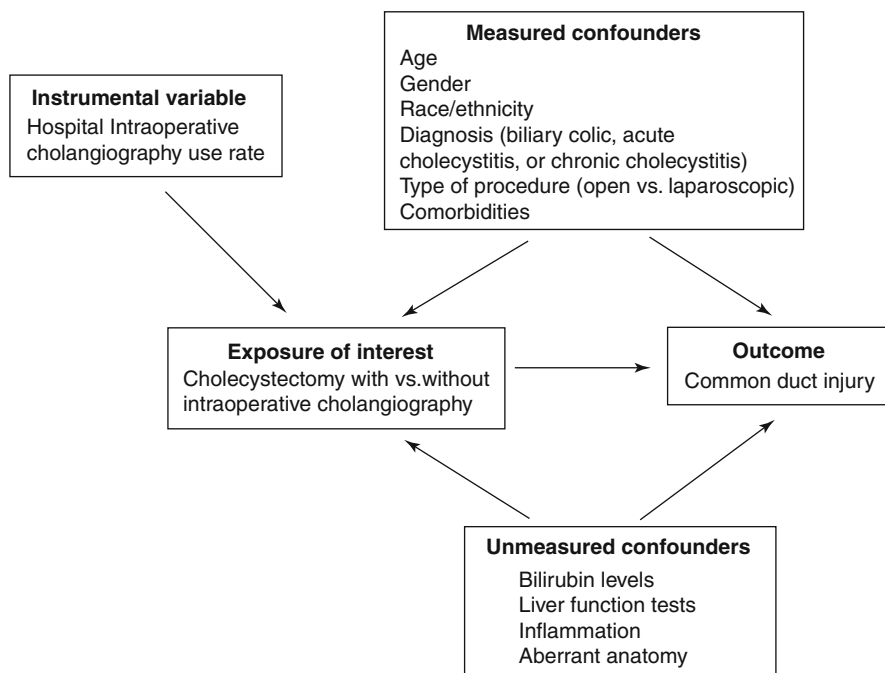 Measured confounders
Age
Gender
Race/ethnicity
Diagnosis (biliary colic, acute
cholecystitis, or chronic cholecystitis)
Type of procedure (open vs. laparoscopic)
Comorbidities
Instrumental variable
Hospital Intraoperative
cholangiography use rate
Exposure of interest
Cholecystectomy with vs.without
intraoperative cholangiography
Outcome
Common duct injury
Unmeasured confounders
Bilirubin levels
Liver function tests
Inflammation
Aberrant anatomy